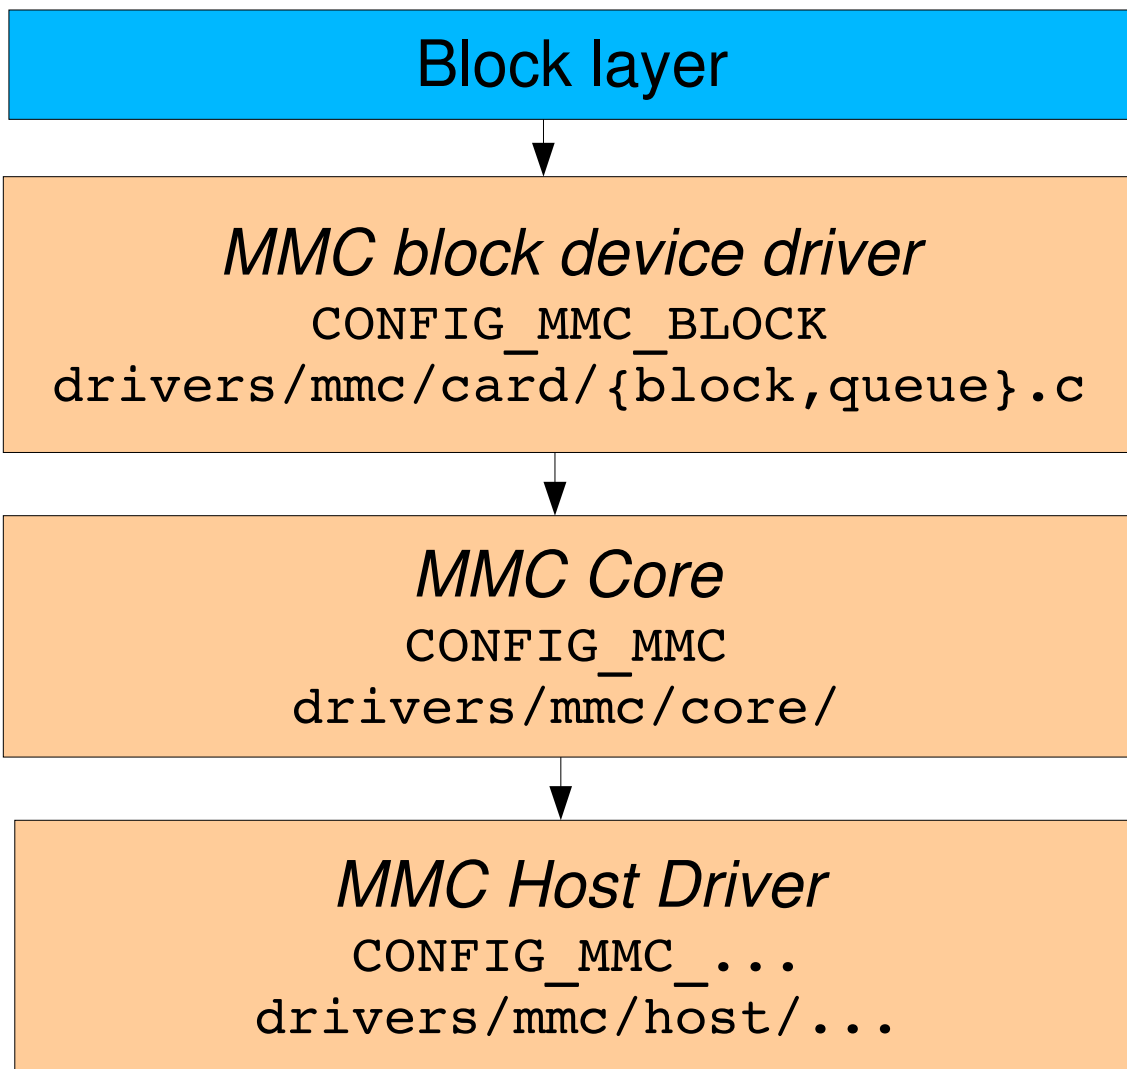 Block layer
MMC block device driver
CONFIG_MMC_BLOCK
drivers/mmc/card/{block,queue}.c
MMC Core
CONFIG_MMC
drivers/mmc/core/
MMC Host Driver
CONFIG_MMC_...
drivers/mmc/host/...